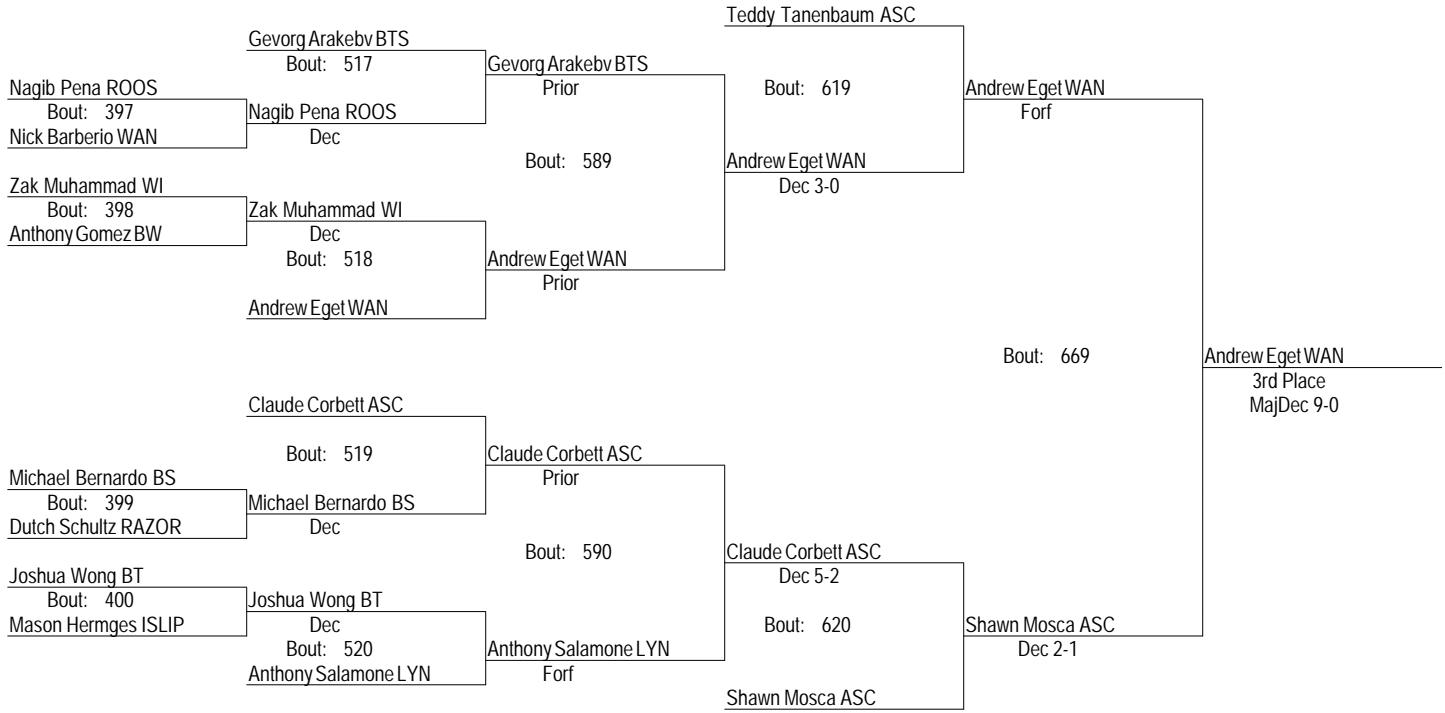 Teddy Tanenbaum ASC
Gevorg Arakebv BTS
Bout: 517
Gevorg Arakebv BTS
Prior
Nagib Pena ROOS
Bout: 397
Nick Barberio WAN
Nagib Pena ROOS
Dec
Bout: 619
Andrew Eget WAN
Forf
Bout: 589
Andrew Eget WAN
Dec 3-0
Zak Muhammad WI
Bout: 398
Anthony Gomez BW
Zak Muhammad WI
Dec
Bout: 518
Andrew Eget WAN
Prior
Andrew Eget WAN
Bout: 669
Andrew Eget WAN
3rd Place
MajDec 9-0
Claude Corbett ASC
Bout: 519
Claude Corbett ASC
Prior
Michael Bernardo BS
Bout: 399
Dutch Schultz RAZOR
Michael Bernardo BS
Dec
Bout: 590
Claude Corbett ASC
Dec 5-2
Joshua Wong BT
Bout: 400
Mason Hermges ISLIP
Joshua Wong BT
Dec
Bout: 520
Anthony Salamone LYN
Anthony Salamone LYN
Forf
Bout: 620
Shawn Mosca ASC
Dec 2-1
Shawn Mosca ASC